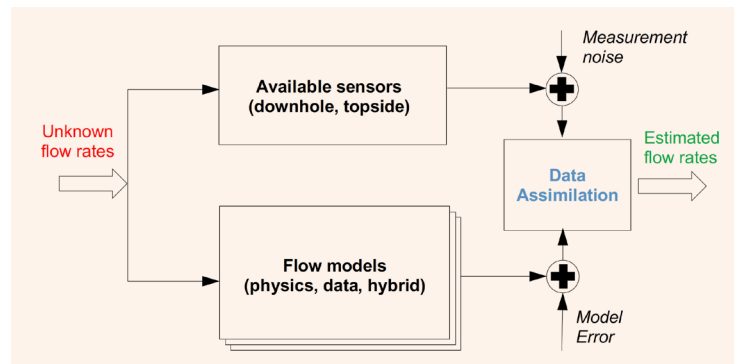 Measurement
noise
Available sensors
(downhole, topside)
Unknown
flow rates
Estimated
flow rates
Data
Assimilation
Flow models
(physics, data, hybrid)
Model
Error